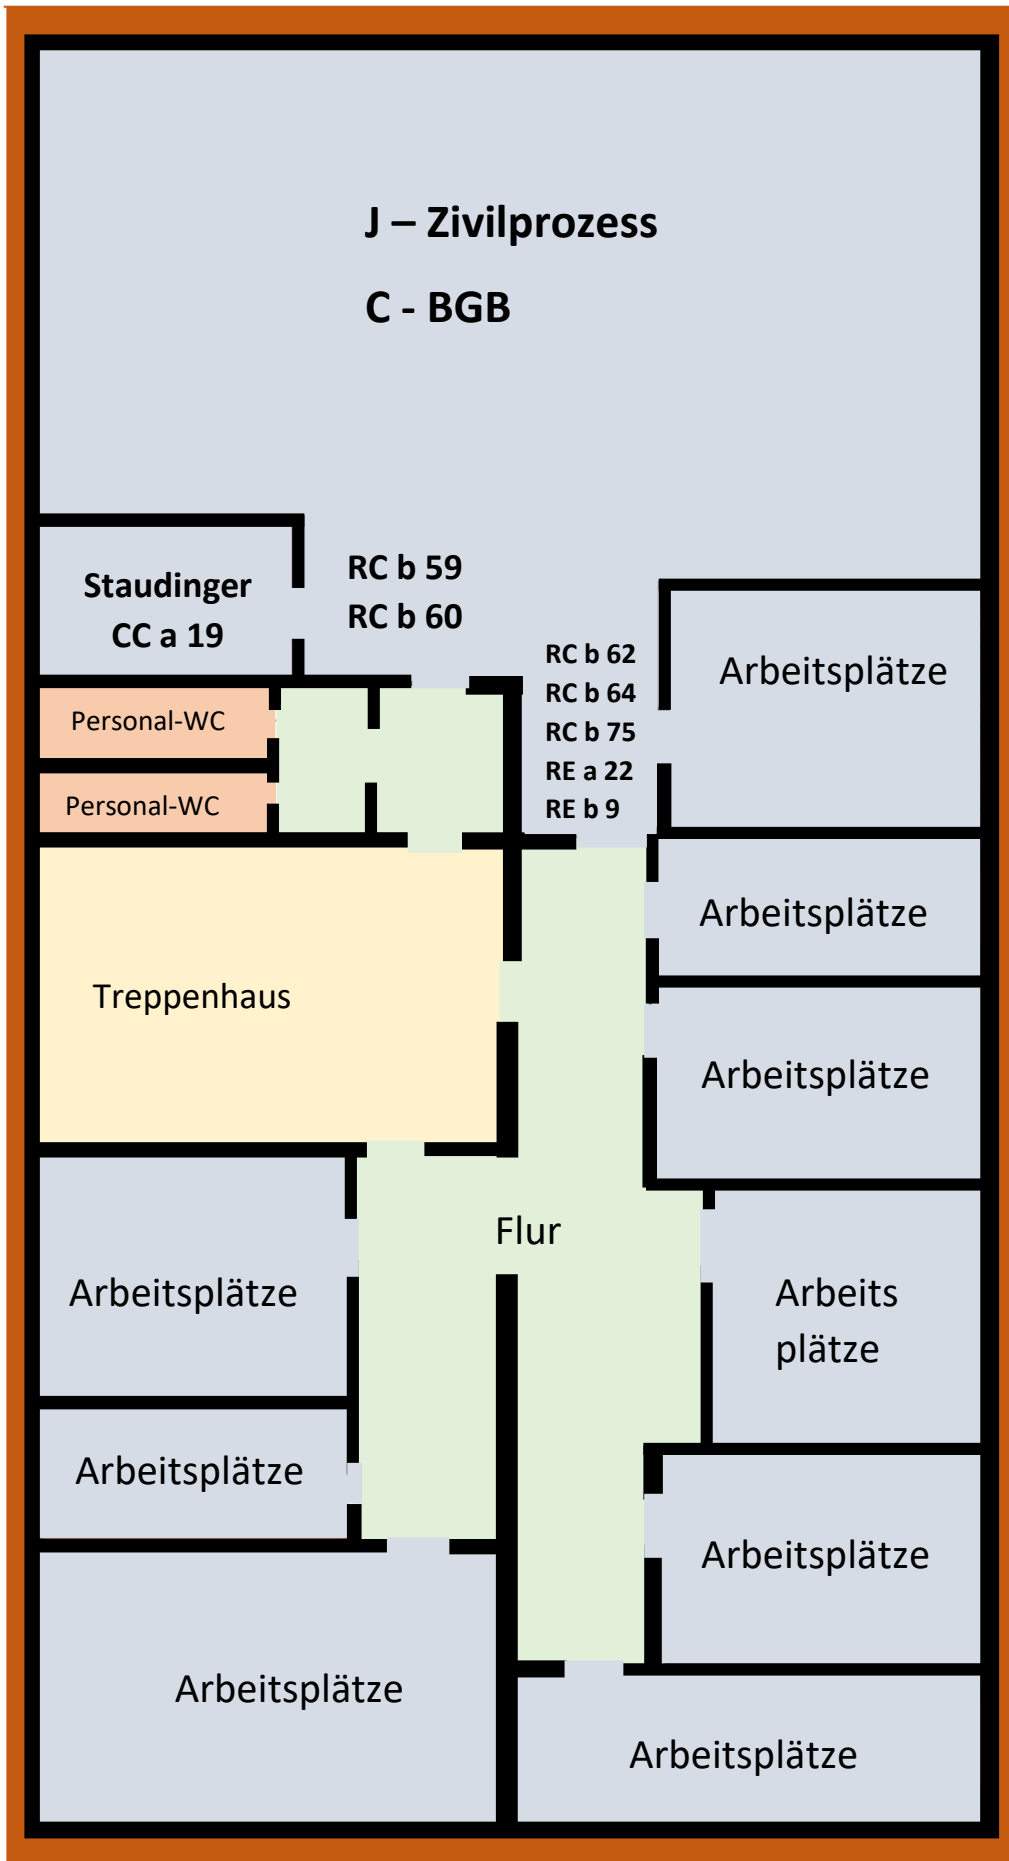 J – Zivilprozess
C - BGB
Staudinger
CC a 19
RC b 59
RC b 60
RC b 62
RC b 64
RC b 75
RE a 22
RE b 9
Arbeitsplätze
Personal-WC
Personal-WC
Arbeitsplätze
Treppenhaus
Arbeitsplätze
Flur
Arbeitsplätze
Arbeits
plätze
Arbeitsplätze
Arbeitsplätze
Arbeitsplätze
Arbeitsplätze